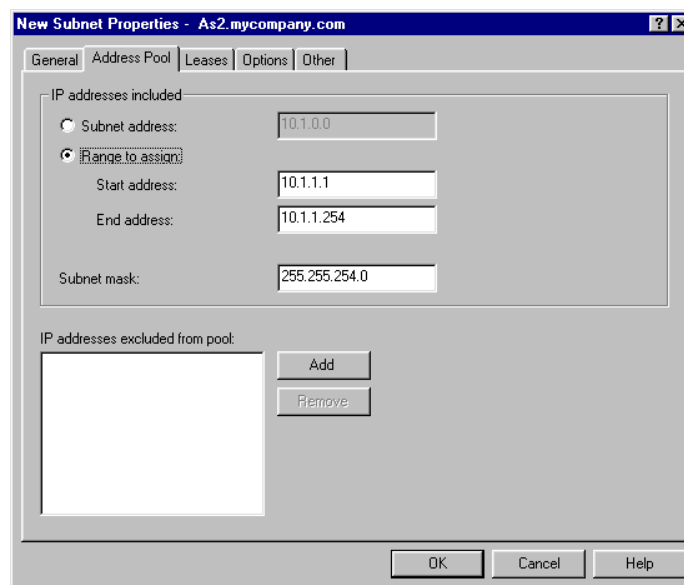 New Subnet Properties - As2.mycompany.com
General Address Pool Leases Options Other
IP addresses included
Subnet address: 10.1.0.0
Range to assign:
Start address: 10.1.1.1
End address: 10.1.1.254
Subnet mask: 255.255.254.0
IP addresses excluded from pool:
Add
Remove
OK Cancel Help